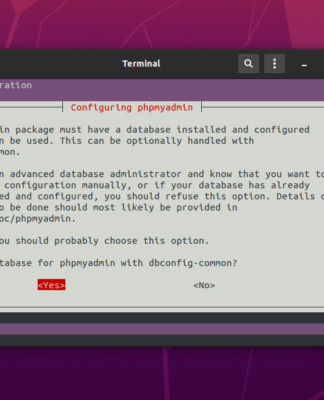 Terminal
ration
Configuring phpmyadmin
in package must have a database installed and configured
n be used. This can be optionally handled with
mon.
n advanced database administrator and know that you want to
configuration manually, or if your database has already
ed and configured, you should refuse this option. Details o
o be done should most likely be provided in
oc/phpmyadmin.
ou should probably choose this option.
tabase for phpmyadmin with dbconfig-common?
<Yes> <No>